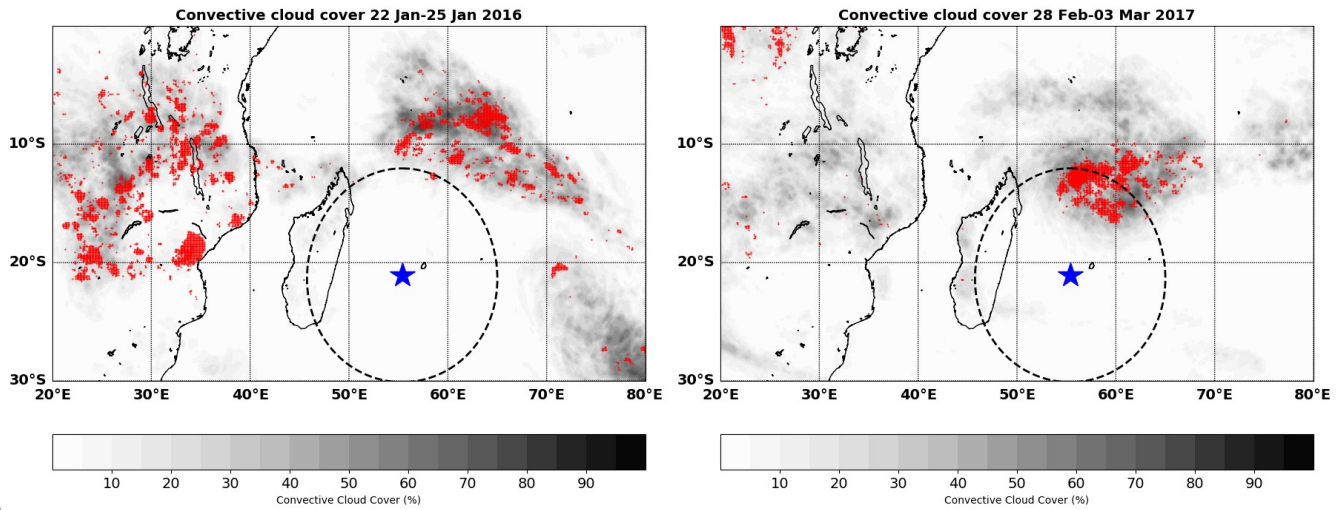 Convective cloud cover 22 Jan-25 Jan 2016
10°S
20°S
30°S
20°E 30°E 40°E 50°E 60°E 70°E 80°E
10 20 30 40 50 60 70 80 90
Convective Cloud Cover (%)
Convective cloud cover 28 Feb-03 Mar 2017
10°S
20°S
30°S
20°E 30°E 40°E 50°E 60°E 70°E 80°E
10 20 30 40 50 60 70 80 90
Convective Cloud Cover (%)